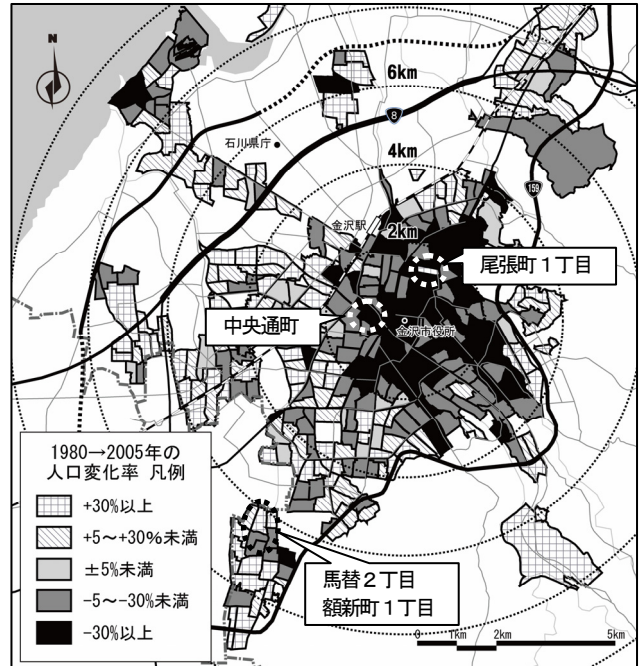 N
6km
8
石川県庁
4km
159
金沢駅
2km
尾張町1丁目
中央通町
金沢市役所
1980→2005年の
人口変化率 凡例
+30%以上
+5～+30%未満
±5%未満
-5～-30%未満
-30%以上
馬替2丁目
額新町1丁目
0 1km 2km 5km